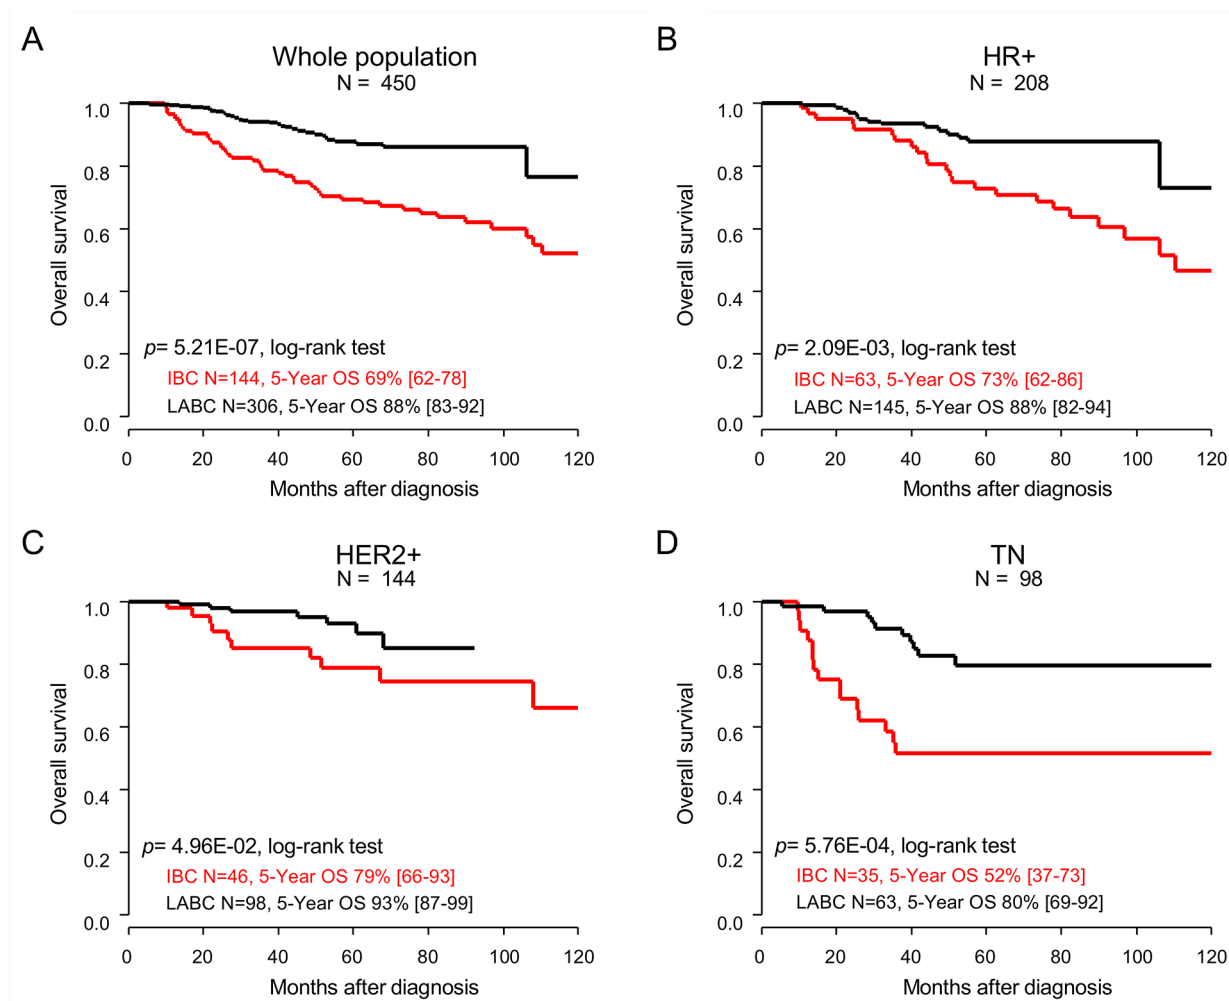 A
Whole population
N = 450
Overall survival
1.0
0.8
0.6
0.4
0.2
0.0
p= 5.21E-07, log-rank test
IBC N=144, 5-Year OS 69% [62-78]
LABC N=306, 5-Year OS 88% [83-92]
0 20 40 60 80 100 120
Months after diagnosis
B
HR+
N = 208
Overall survival
1.0
0.8
0.6
0.4
0.2
0.0
p= 2.09E-03, log-rank test
IBC N=63, 5-Year OS 73% [62-86]
LABC N=145, 5-Year OS 88% [82-94]
0 20 40 60 80 100 120
Months after diagnosis
C
HER2+
N = 144
Overall survival
1.0
0.8
0.6
0.4
0.2
0.0
p= 4.96E-02, log-rank test
IBC N=46, 5-Year OS 79% [66-93]
LABC N=98, 5-Year OS 93% [87-99]
0 20 40 60 80 100 120
Months after diagnosis
D
TN
N = 98
Overall survival
1.0
0.8
0.6
0.4
0.2
0.0
p= 5.76E-04, log-rank test
IBC N=35, 5-Year OS 52% [37-73]
LABC N=63, 5-Year OS 80% [69-92]
0 20 40 60 80 100 120
Months after diagnosis